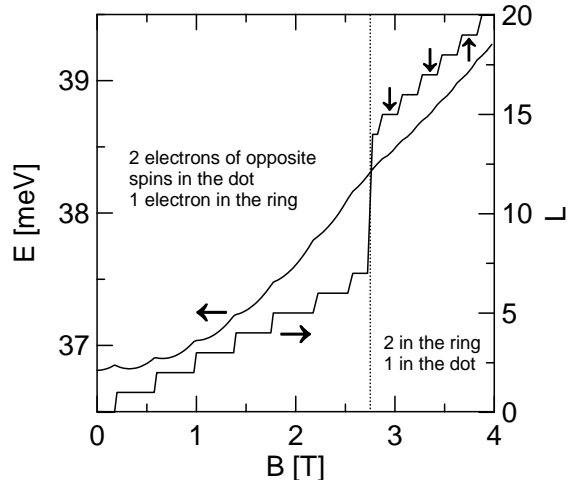 20
39
15
2 electrons of opposite
spins in the dot
1 electron in the ring
E [meV]
38
10
L
5
37
2 in the ring
1 in the dot
0
0 1 2 3 4
B [T]